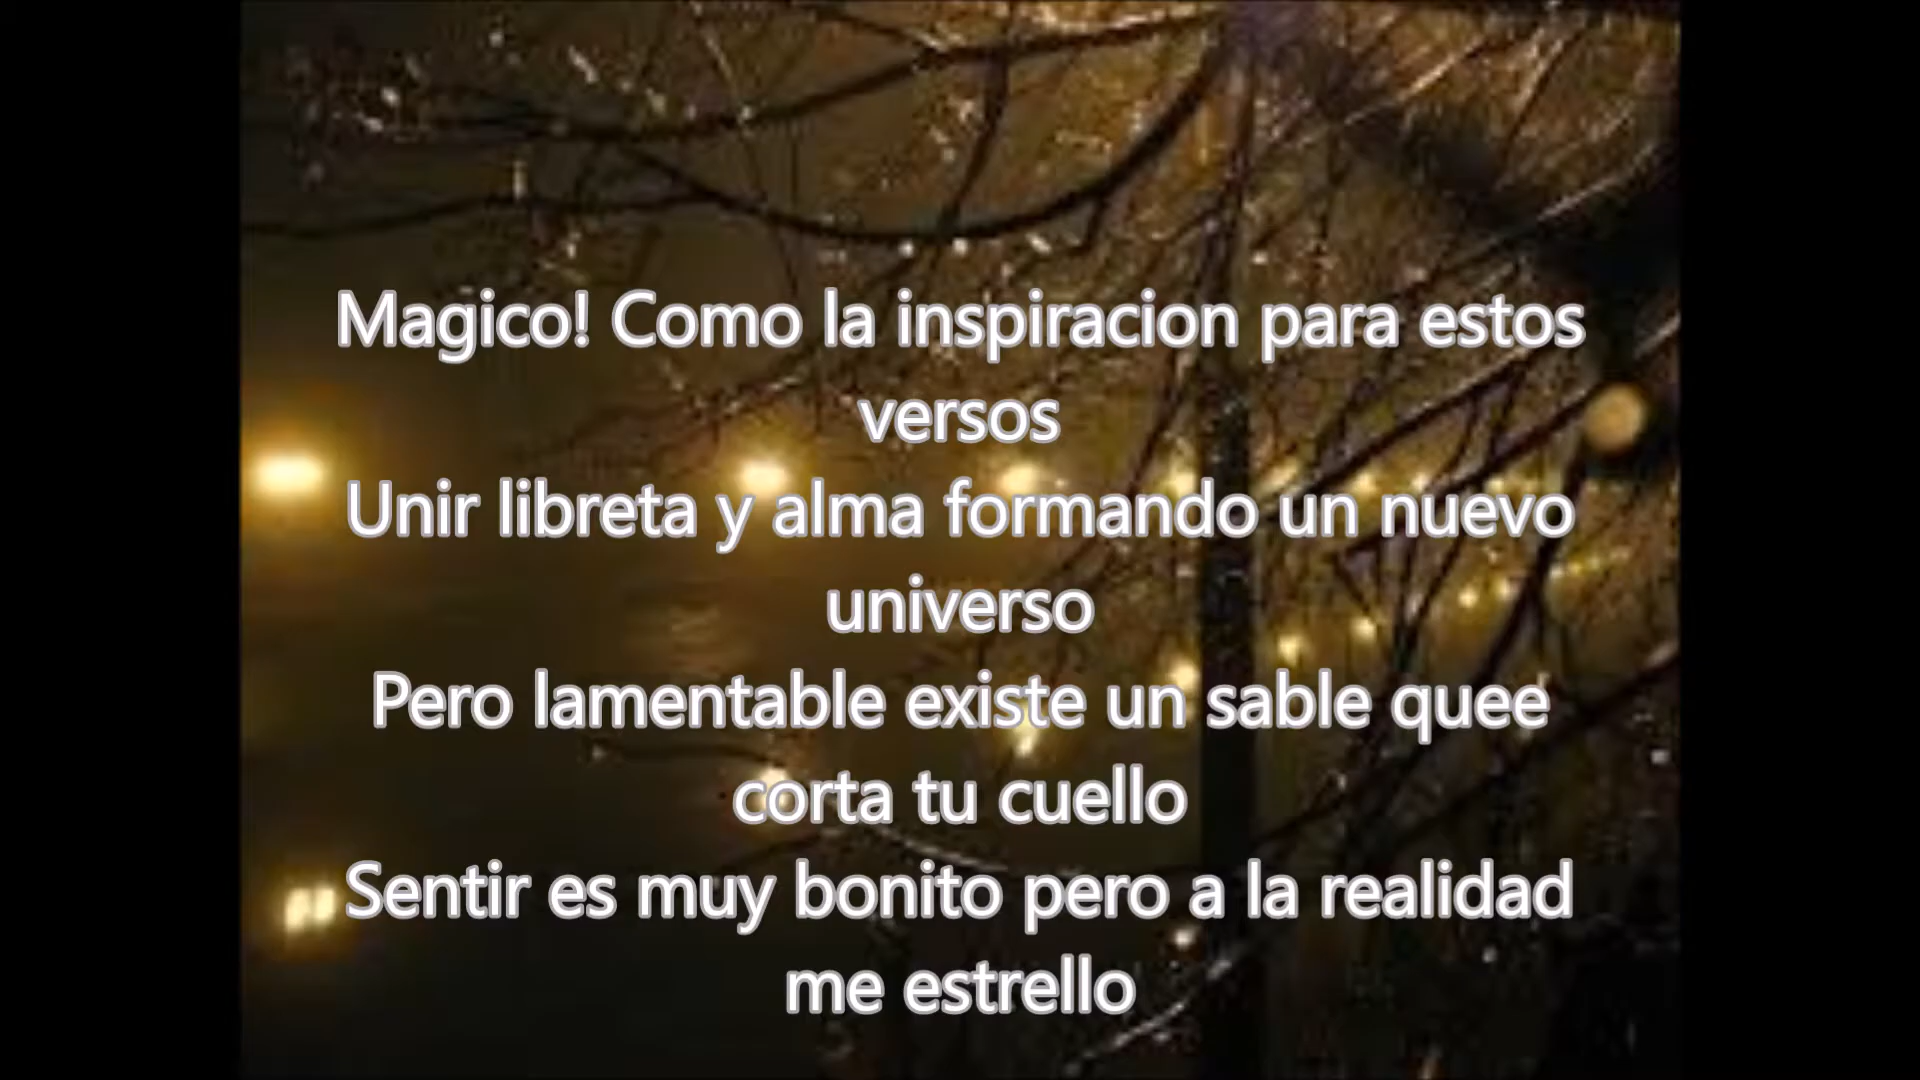 Magico! Como la inspiracion para estos
versos
Unir libreta y alma formando un nuevo
universo
Pero lamentable existe un sable quee
corta tu cuello
Sentir es muy bonito pero a la realidad
me estrello